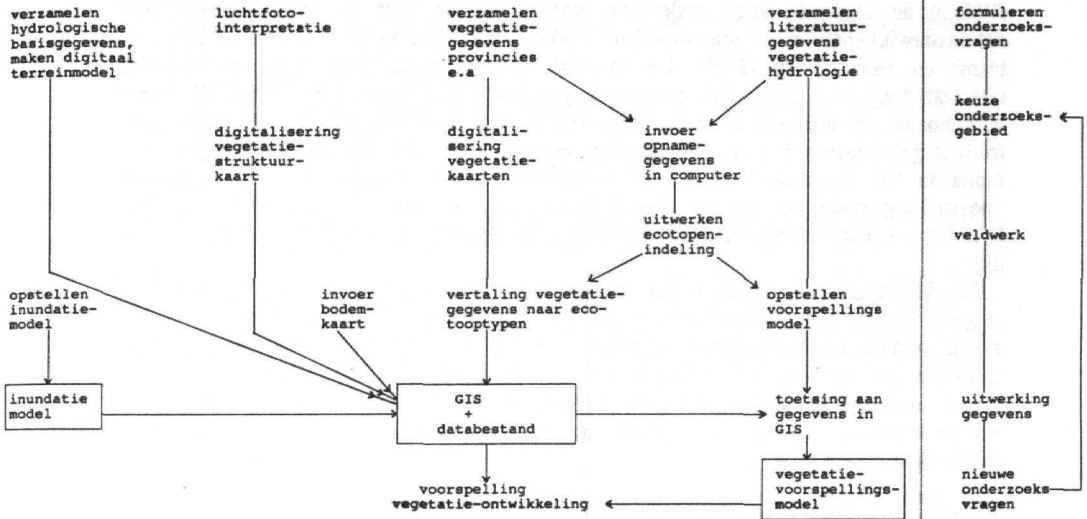 verzamelen
hydrologische
basisgegevens,
maken digitaal
terreinmodel
luchtfoto-
interpretatie
verzamelen
vegetatie-
gegevens
provincies
e.a
verzamelen
literatuur-
gegevens
vegetatie-
hydrologie
formuleren
onderzoeks-
vragen
keuze
onderzoeks-
gebied
digitalisering
vegetatie-
struktuur-
kaart
digitali-
sering
vegetatie-
kaarten
invoer
opname-
gegevens
in computer
uitwerken
ecotopen-
indeling
veldwerk
opstellen
inundatie-
model
invoer
bodem-
kaart
vertaling vegetatie-
gegevens naar eco-
tooptypen
opstellen
voorspellings
model
inundatie
model
GIS
+
databestand
toetsing aan
gegevens in
GIS
uitwerking
gegevens
voorspelling
vegetatie-ontwikkeling
vegetatie-
voorspellings-
model
nieuwe
onderzoeks-
vragen